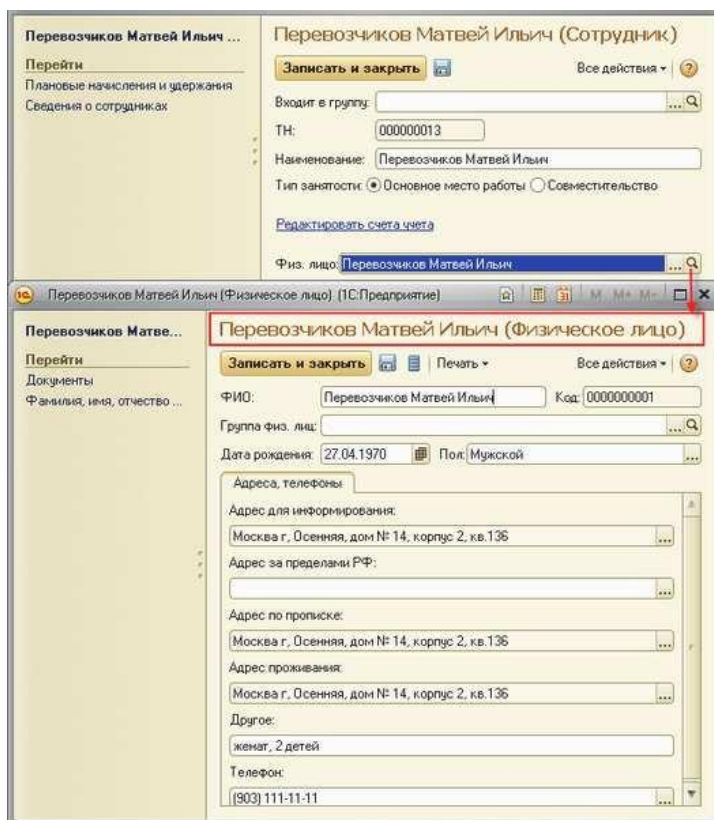 Перевозчиков Матвей Ильич ...
Перейти
Плановые начисления и удержания
Сведения о сотрудниках
Перевозчиков Матвей Ильич (Сотрудник)
Записать и закрыть Все действия ?
Входит в группу: ...
ТН: 000000013
Наименование: Перевозчиков Матвей Ильич
Тип занятости: Основное место работы Совместительство
Редактировать счета учета
Физ. лицо: Перевозчиков Матвей Ильич ...
1С Перевозчиков Матвей Ильич (Физическое лицо) (1С:Предприятие) 31 M M+ M-
Перевозчиков Матве...
Перейти
Документы
Фамилия, имя, отчество ...
Перевозчиков Матвей Ильич (Физическое лицо)
Записать и закрыть Печать Все действия ?
ФИО: Перевозчиков Матвей Ильич Код: 0000000001
Группа физ. лиц: ...
Дата рождения: 27.04.1970 Пол: Мужской ...
Адреса, телефоны
Адрес для информирования:
Москва г, Осенняя, дом № 14, корпус 2, кв.136 ...
Адрес за пределами РФ:
...
Адрес по прописке:
Москва г, Осенняя, дом № 14, корпус 2, кв.136 ...
Адрес проживания:
Москва г, Осенняя, дом № 14, корпус 2, кв.136 ...
Другое:
женат, 2 детей
Телефон:
(903) 111-11-11 ...